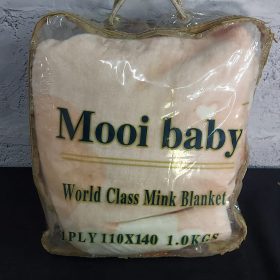 Mooi baby
World Class Mink Blanket
1PLY 110X140 1.0KGS